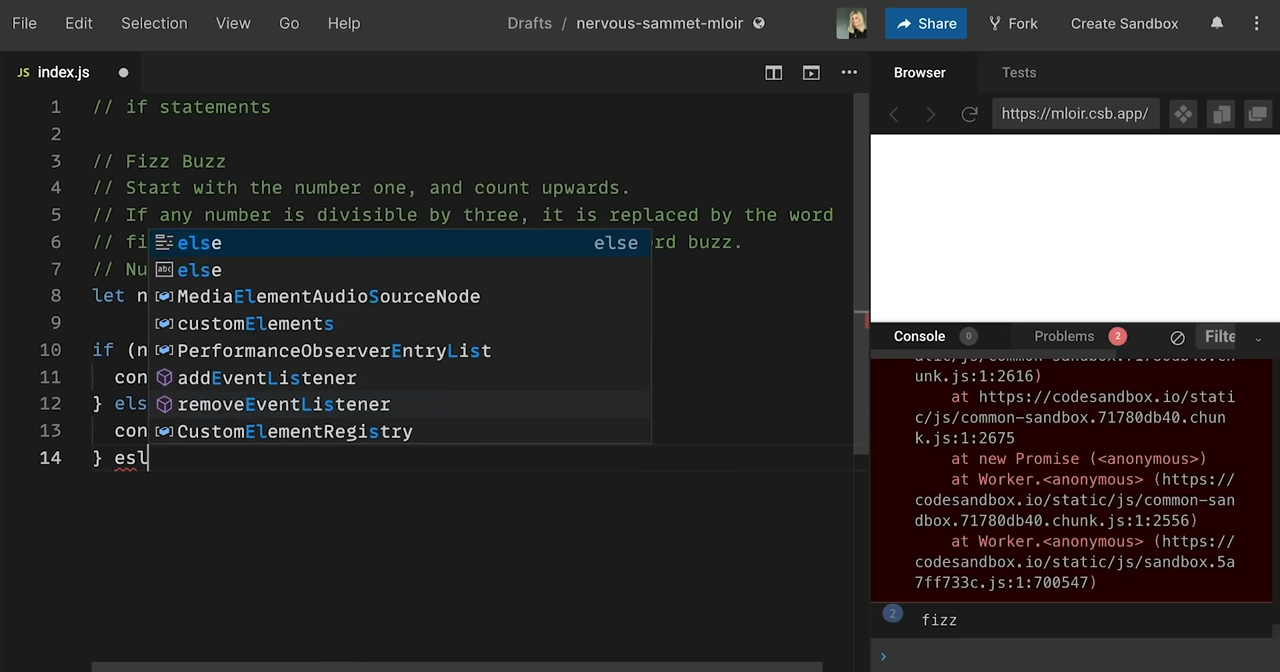 File Edit Selection View Go Help Drafts / nervous-sammet-mloir Share Fork Create Sandbox
JS index.js
Browser Tests
https://mloir.csb.app/
1 // if statements
2
3 // Fizz Buzz
4 // Start with the number one, and count upwards.
5 // If any number is divisible by three, it is replaced by the word
6 // fi rd buzz.
7 // Nu
8 let n
9
10 if (n
11 con
12 } els
13 con
14 } esl
else else
abc else
MediaElementAudioSourceNode
customElements
PerformanceObserverEntryList
addEventListener
removeEventListener
CustomElementRegistry
Console 0 Problems 2 Filte
unk.js:1:2616)
at https://codesandbox.io/stati
c/js/common-sandbox.71780db40.chun
k.js:1:2675
at new Promise (<anonymous>)
at Worker.<anonymous> (https://
codesandbox.io/static/js/common-san
dbox.71780db40.chunk.js:1:2556)
at Worker.<anonymous> (https://
codesandbox.io/static/js/sandbox.5a
7ff733c.js:1:700547)
2 fizz
›